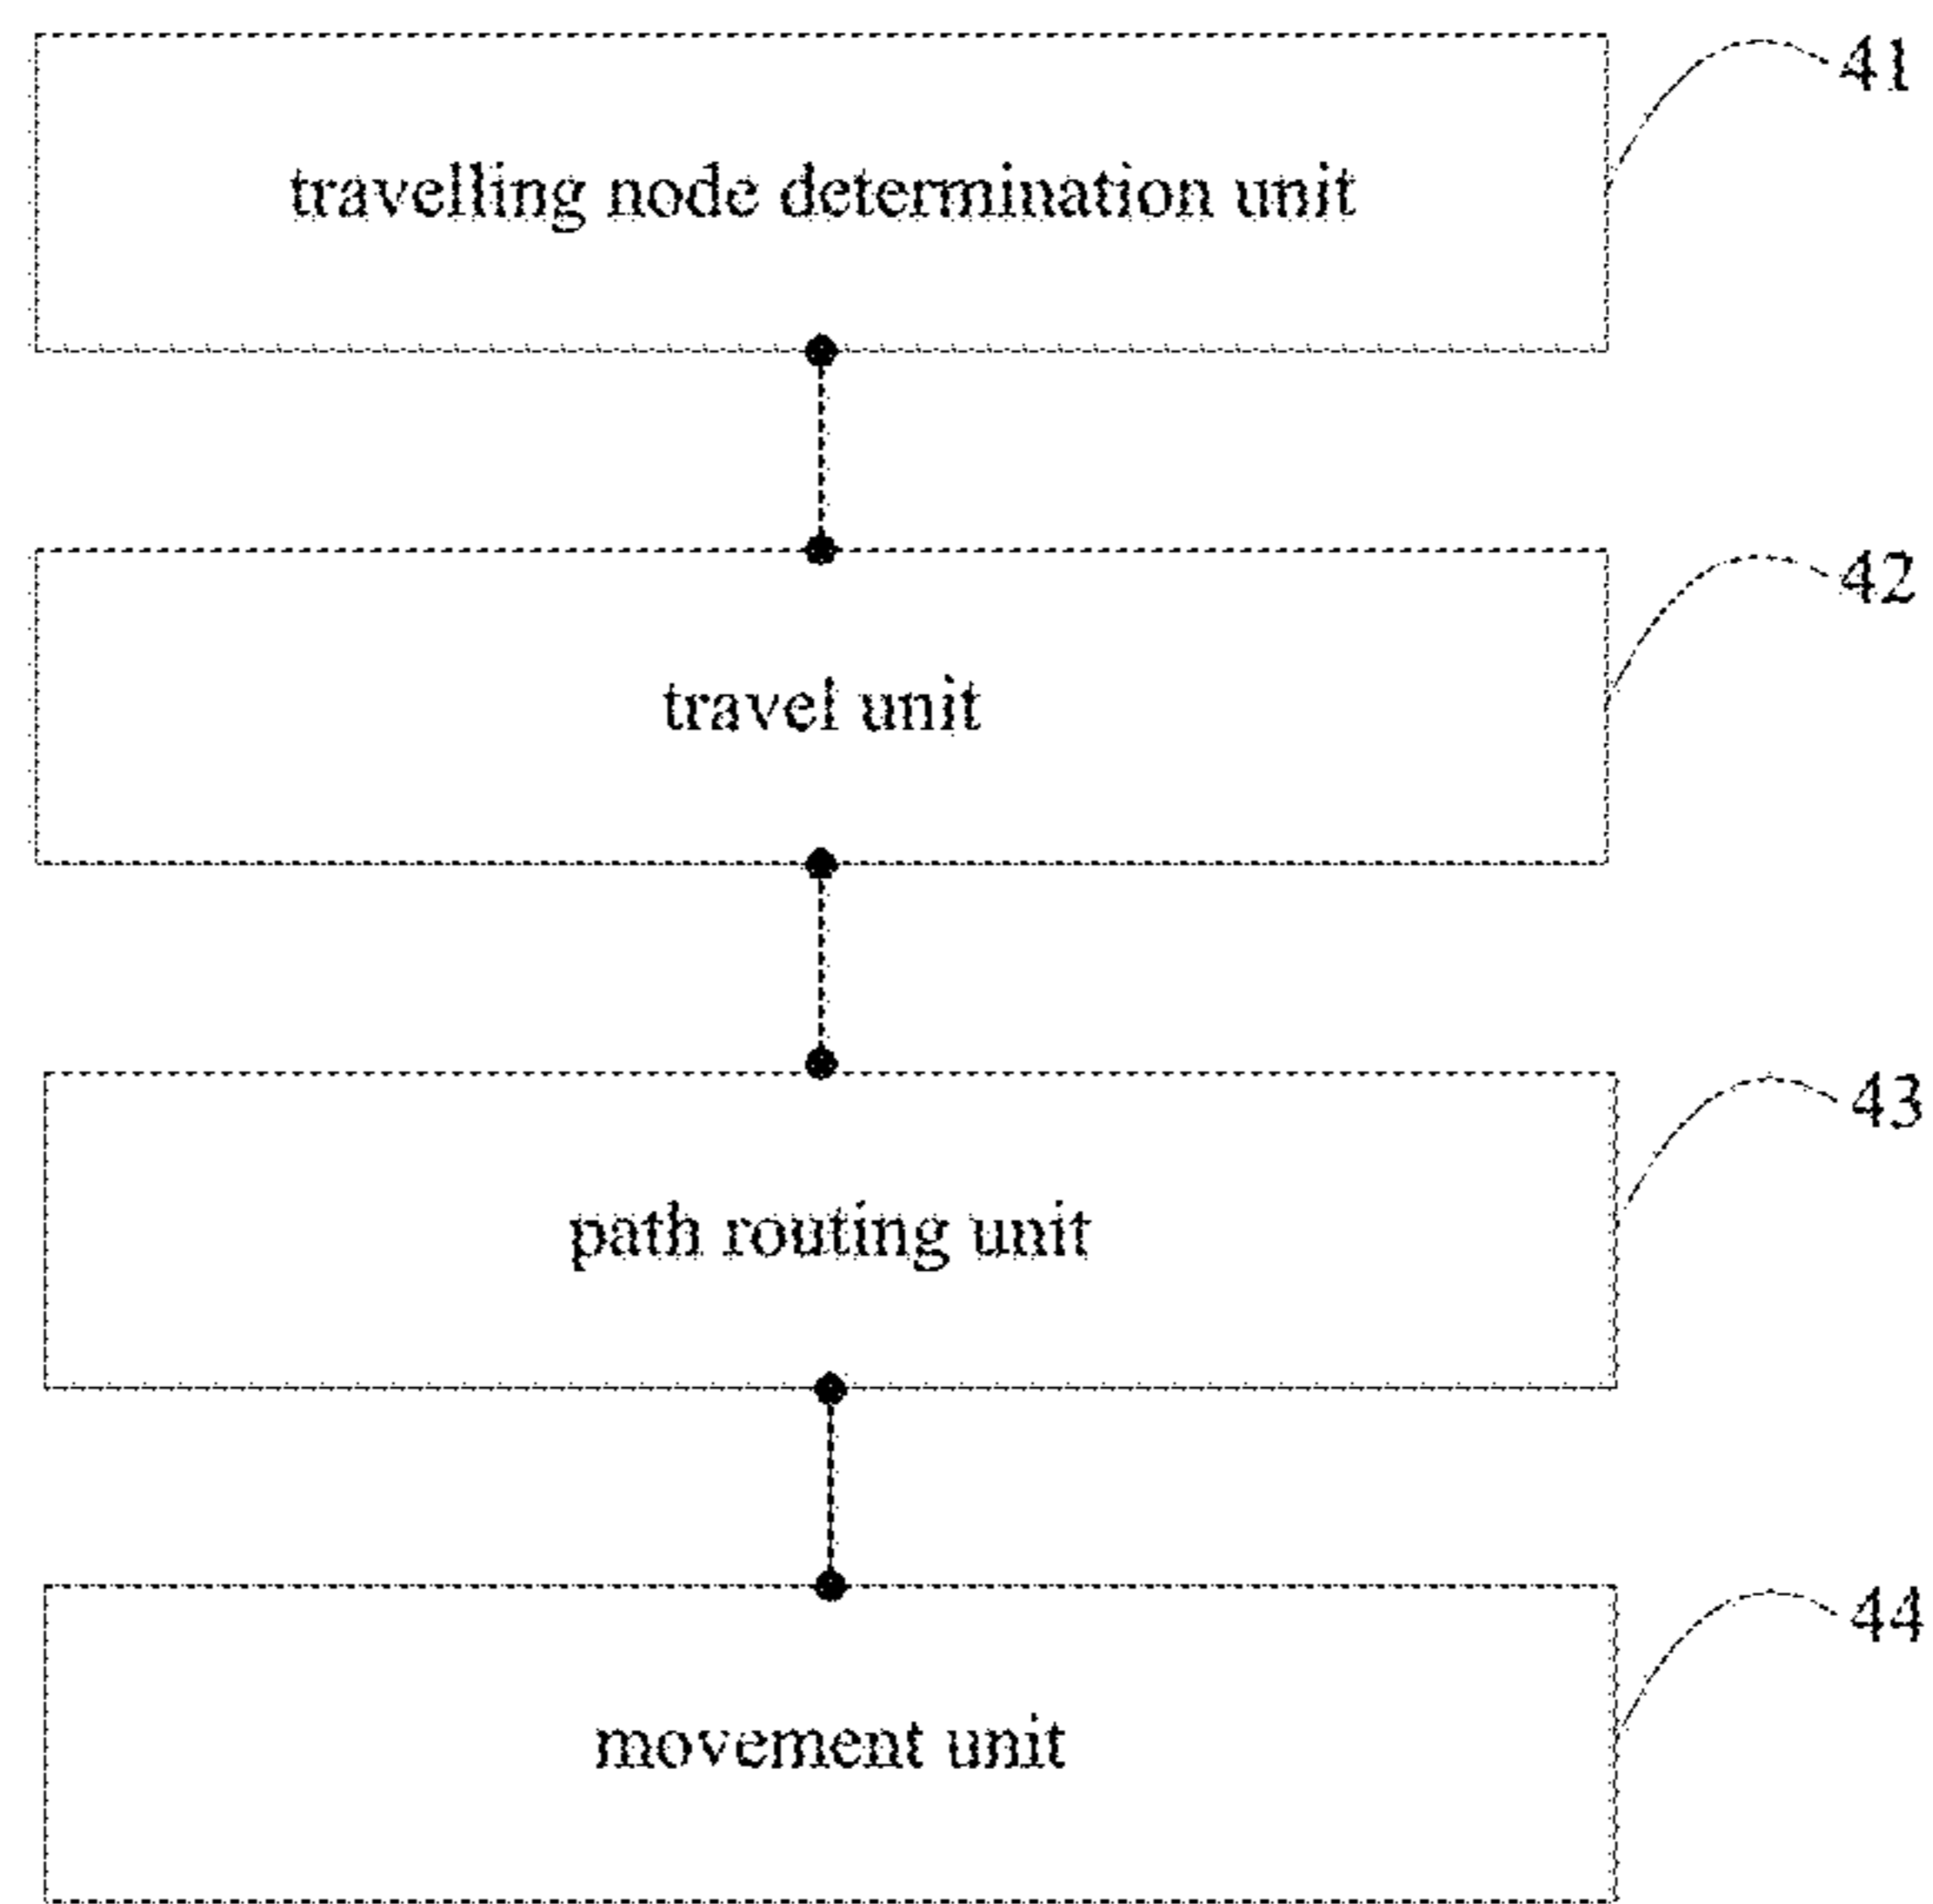 41
travelling node determination unit
42
travel unit
43
path routing unit
44
movement unit